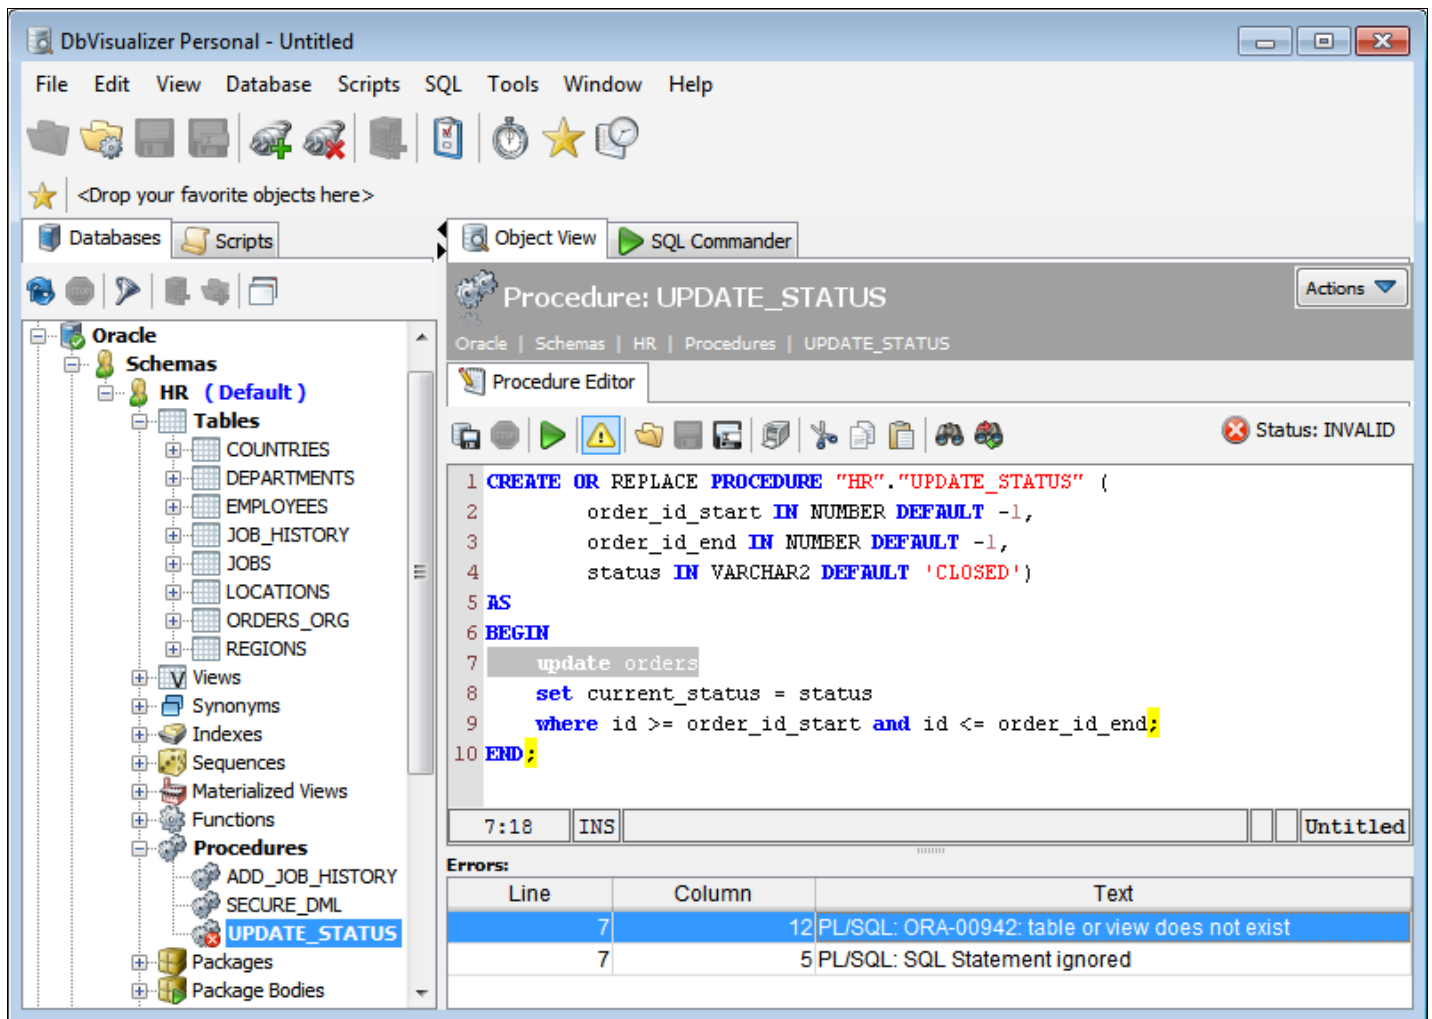 DbVisualizer Personal - Untitled
File Edit View Database Scripts SQL Tools Window Help
<Drop your favorite objects here>
Databases Scripts
Object View SQL Commander
Procedure: UPDATE_STATUS
Actions
Oracle | Schemas | HR | Procedures | UPDATE_STATUS
Procedure Editor
Status: INVALID
Oracle
Schemas
HR ( Default )
Tables
COUNTRIES
DEPARTMENTS
EMPLOYEES
JOB_HISTORY
JOBS
LOCATIONS
ORDERS_ORG
REGIONS
Views
Synonyms
Indexes
Sequences
Materialized Views
Functions
Procedures
ADD_JOB_HISTORY
SECURE_DML
UPDATE_STATUS
Packages
Package Bodies
1 CREATE OR REPLACE PROCEDURE "HR"."UPDATE_STATUS" (
2 order_id_start IN NUMBER DEFAULT -1,
3 order_id_end IN NUMBER DEFAULT -1,
4 status IN VARCHAR2 DEFAULT 'CLOSED')
5 AS
6 BEGIN
7 update orders
8 set current_status = status
9 where id >= order_id_start and id <= order_id_end;
10 END;
7:18 INS Untitled
Errors:
Line Column Text
7 12 PL/SQL: ORA-00942: table or view does not exist
7 5 PL/SQL: SQL Statement ignored